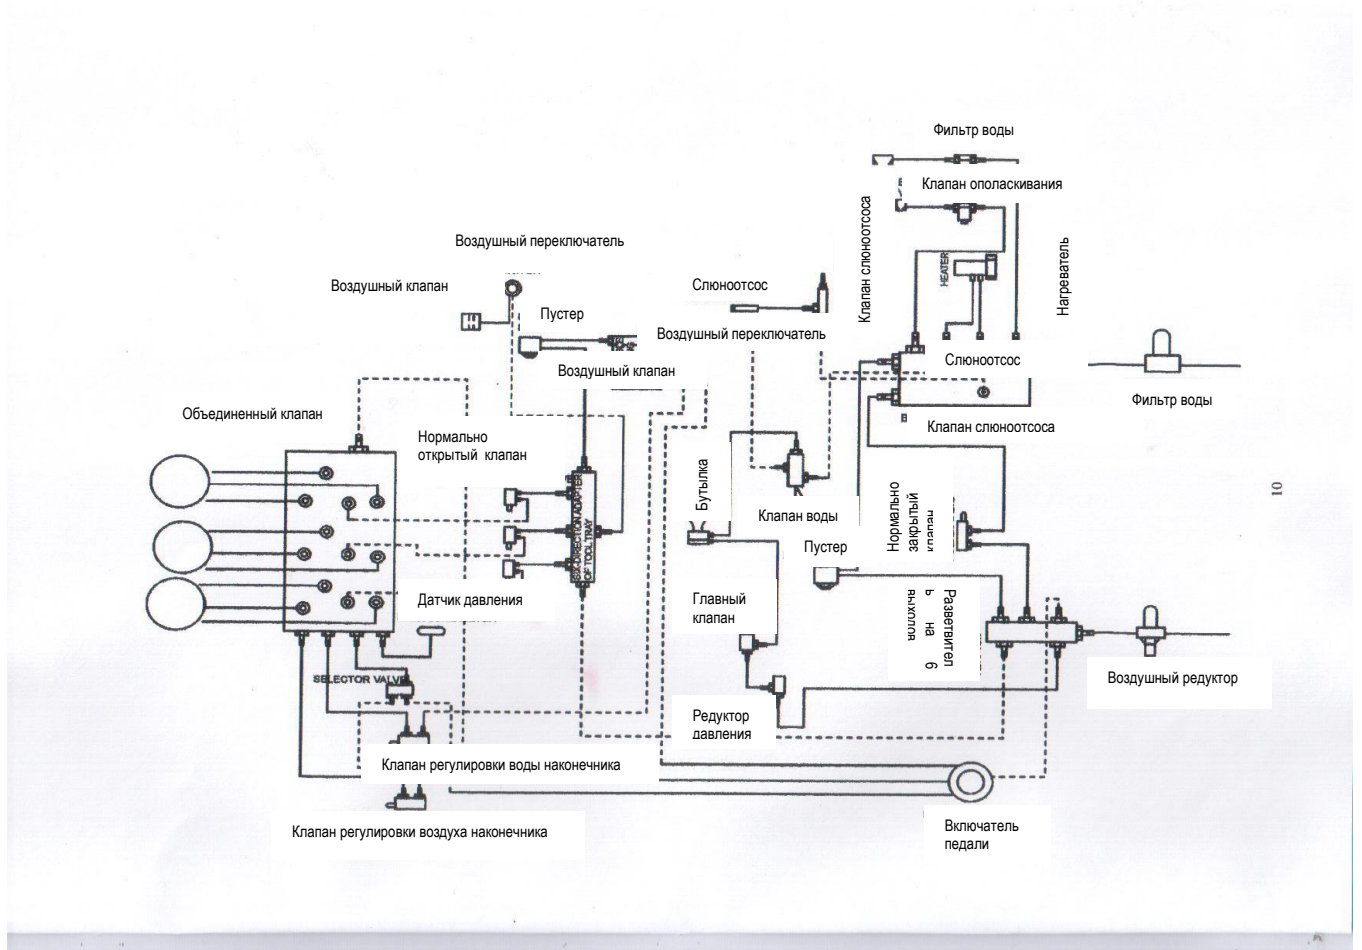 Фильтр воды
Клапан ополаскивания
Клапан слюноотсоса
Нагреватель
HEATER
Воздушный переключатель
Воздушный клапан
Пустер
Слюноотсос
Воздушный переключатель
Воздушный клапан
Слюноотсос
Фильтр воды
Клапан слюноотсоса
Объединенный клапан
Нормально
открытый клапан
SIX-DIRECTION ADAPTER
OF TOOL TRAY
Бутылка
Клапан воды
Нормально
закрытый
клапан
10
Пустер
Датчик давления
Главный
клапан
Разветвител
ь на 6
выходов
Воздушный редуктор
SELECTOR VALVE
Редуктор
давления
Клапан регулировки воды наконечника
Клапан регулировки воздуха наконечника
Включатель
педали